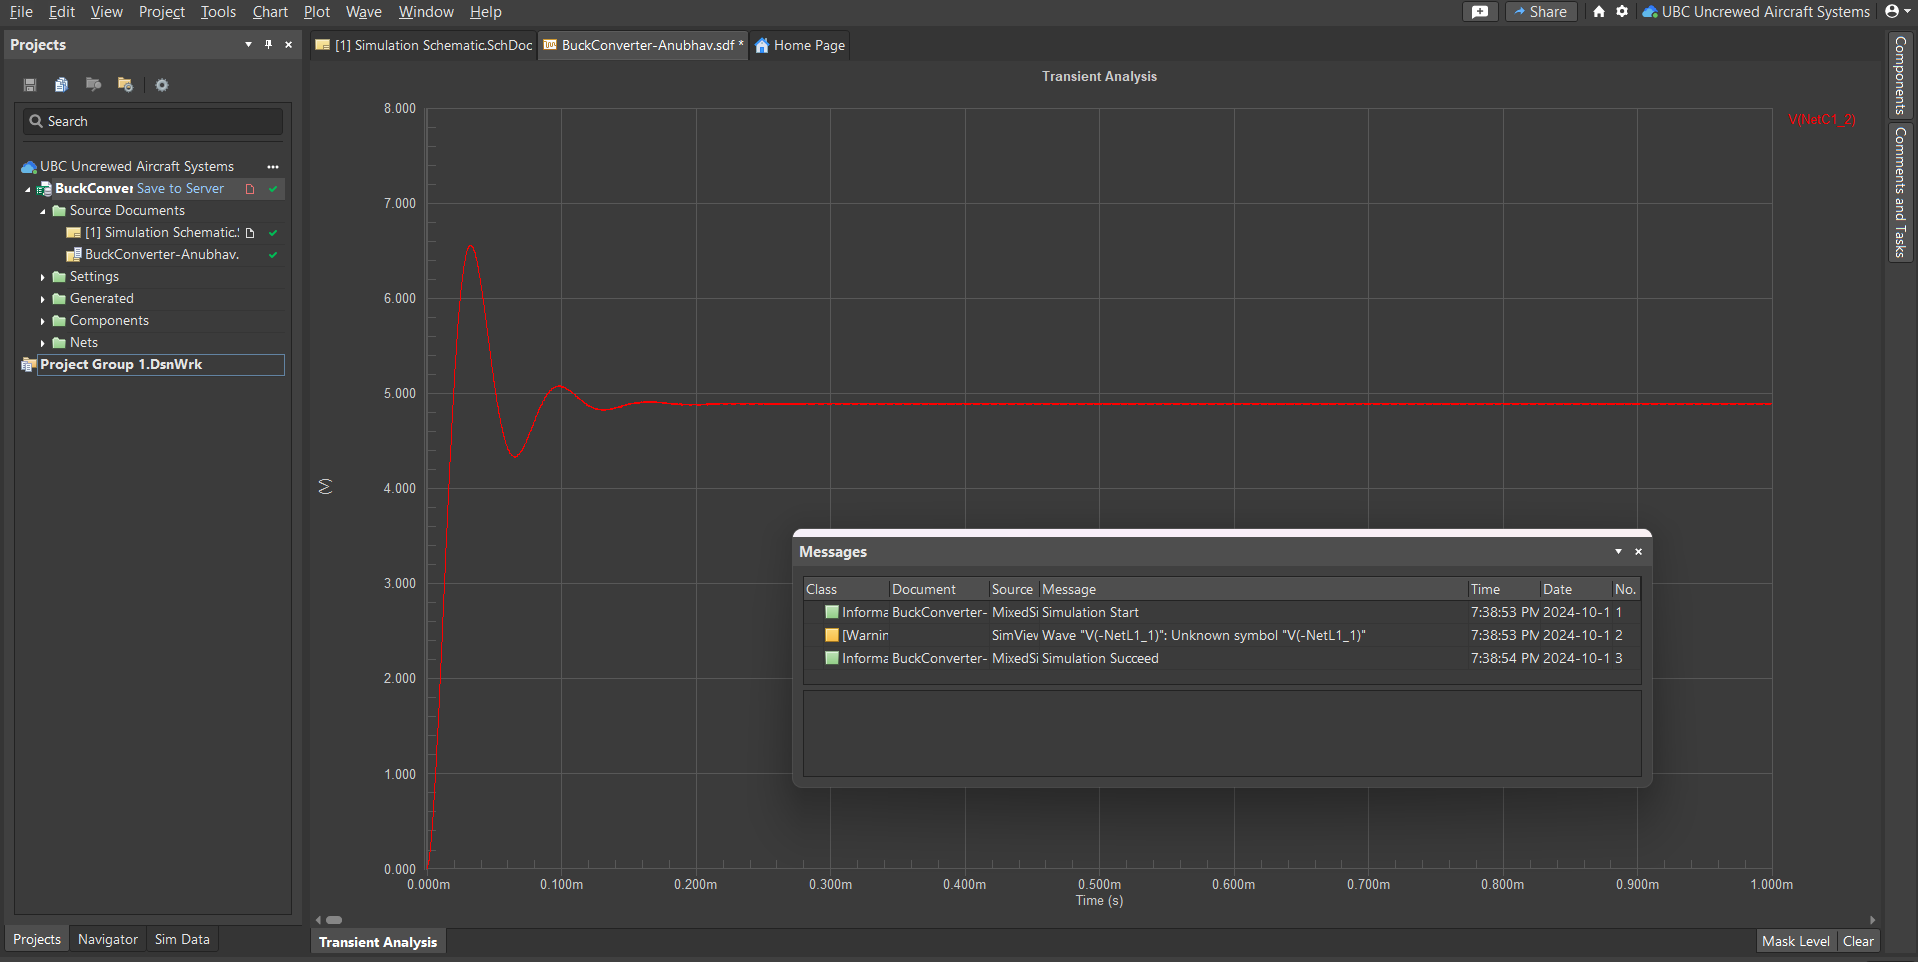 File Edit View Project Tools Chart Plot Wave Window Help
Share
UBC Uncrewed Aircraft Systems
Projects
[1] Simulation Schematic.SchDoc
BuckConverter-Anubhav.sdf *
Home Page
Search
UBC Uncrewed Aircraft Systems
BuckConver Save to Server
Source Documents
[1] Simulation Schematic.
BuckConverter-Anubhav.
Settings
Generated
Components
Nets
Project Group 1.DsnWrk
Projects Navigator Sim Data
Transient Analysis
V(NetC1_2)
8.000
7.000
6.000
5.000
4.000
3.000
2.000
1.000
0.000
(V)
0.000m 0.100m 0.200m 0.300m 0.400m 0.500m 0.600m 0.700m 0.800m 0.900m 1.000m
Time (s)
Messages
Class Document Source Message Time Date No.
Informa BuckConverter- MixedSi Simulation Start 7:38:53 PM 2024-10-1 1
[Warnin SimView Wave "V(-NetL1_1)": Unknown symbol "V(-NetL1_1)" 7:38:53 PM 2024-10-1 2
Informa BuckConverter- MixedSi Simulation Succeed 7:38:54 PM 2024-10-1 3
Transient Analysis
Mask Level Clear
Components
Comments and Tasks